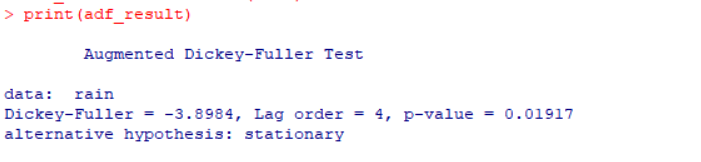 > print(adf_result)
Augmented Dickey-Fuller Test
data:  rain
Dickey-Fuller = -3.8984, Lag order = 4, p-value = 0.01917
alternative hypothesis: stationary